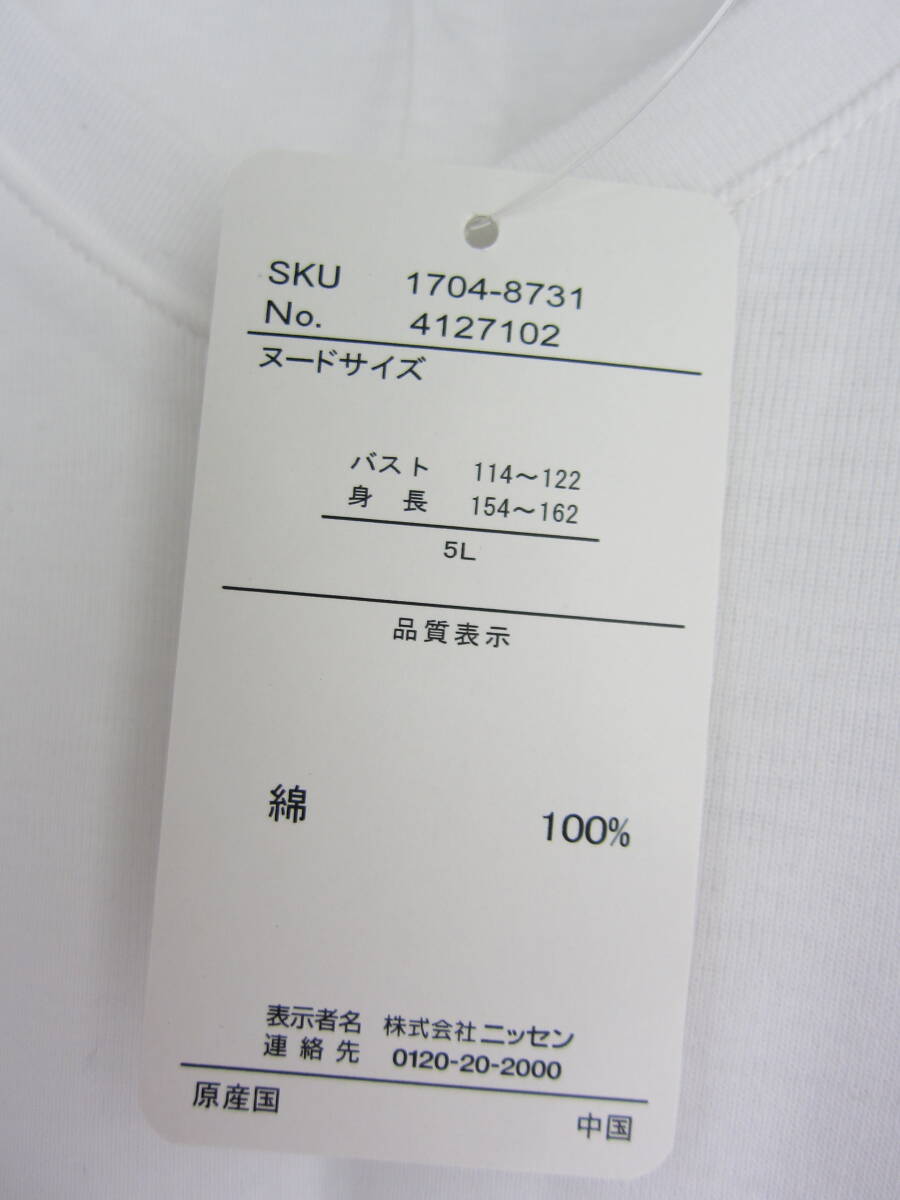 SKU 1704-8731
No. 4127102
ヌードサイズ
バスト 114～122
身長 154～162
5L
品質表示
綿 100%
表示者名 株式会社ニッセン
連絡先 0120-20-2000
原産国 中国